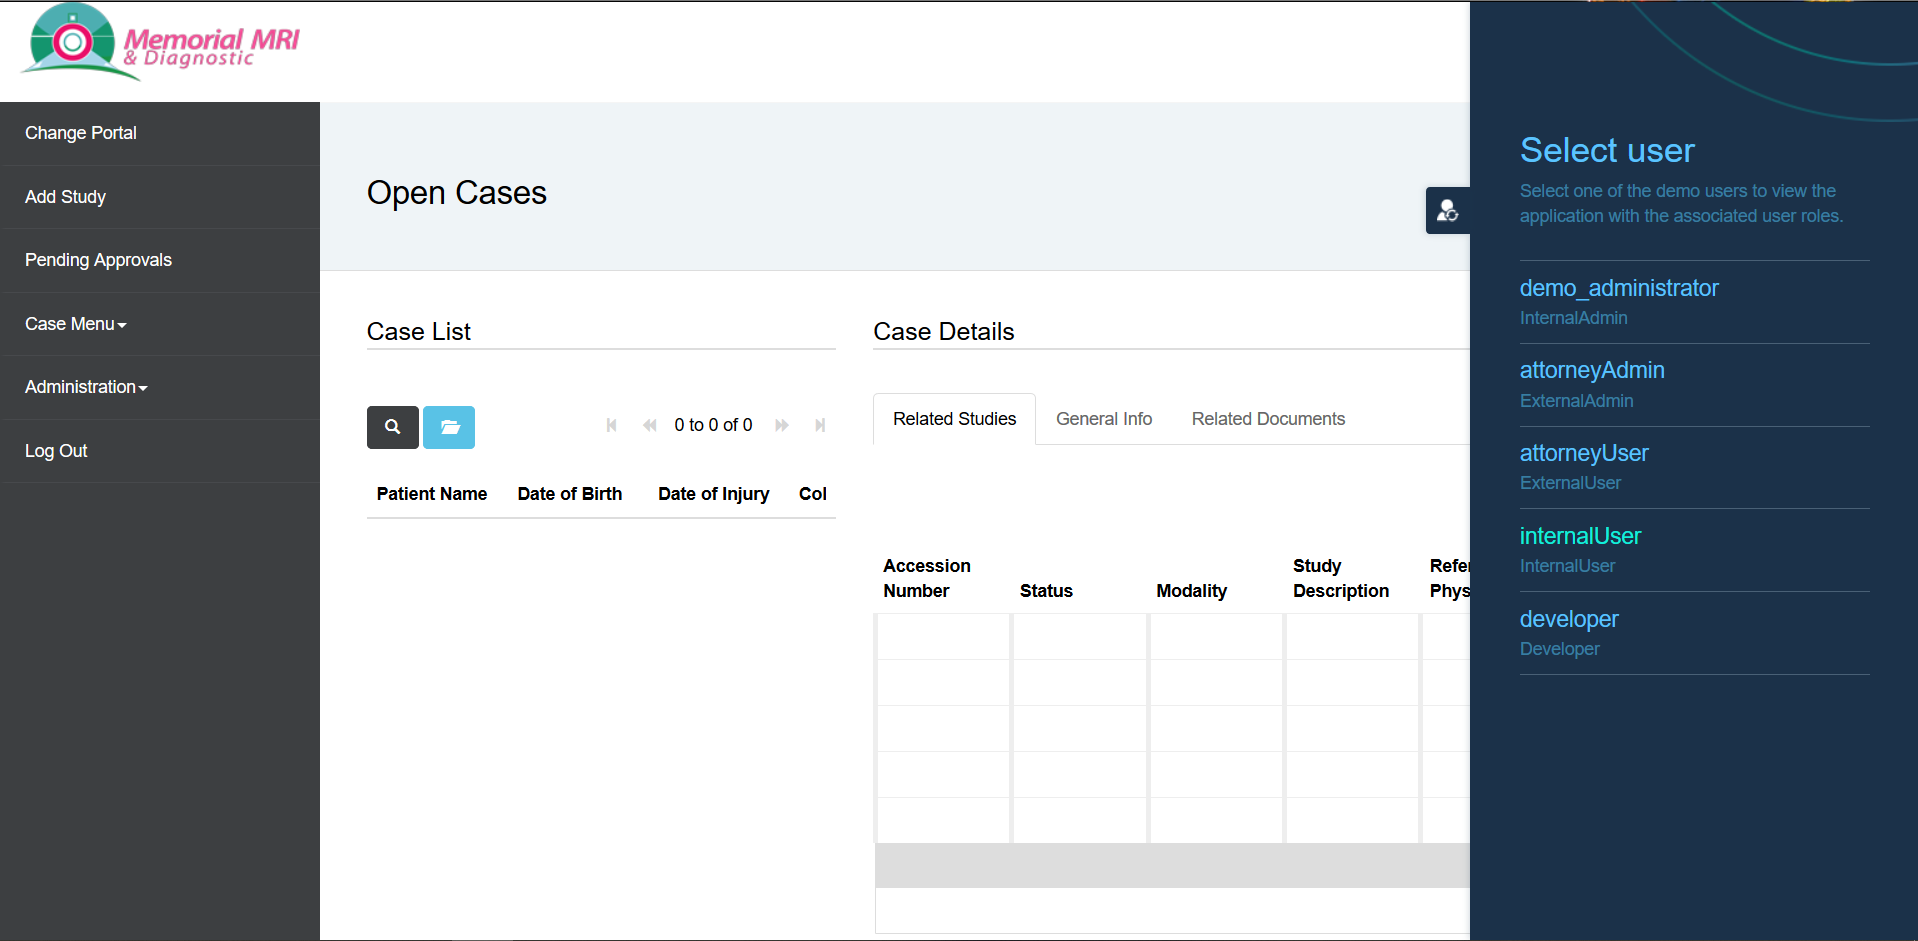 Memorial MRI
& Diagnostic
Change Portal
Add Study
Pending Approvals
Case Menu
Administration
Log Out
Open Cases
Case List
0 to 0 of 0
Patient Name Date of Birth Date of Injury Col
Case Details
Related Studies General Info Related Documents
Accession Number Status Modality Study Description Refe Phys
Select user
Select one of the demo users to view the
application with the associated user roles.
demo_administrator
InternalAdmin
attorneyAdmin
ExternalAdmin
attorneyUser
ExternalUser
internalUser
InternalUser
developer
Developer